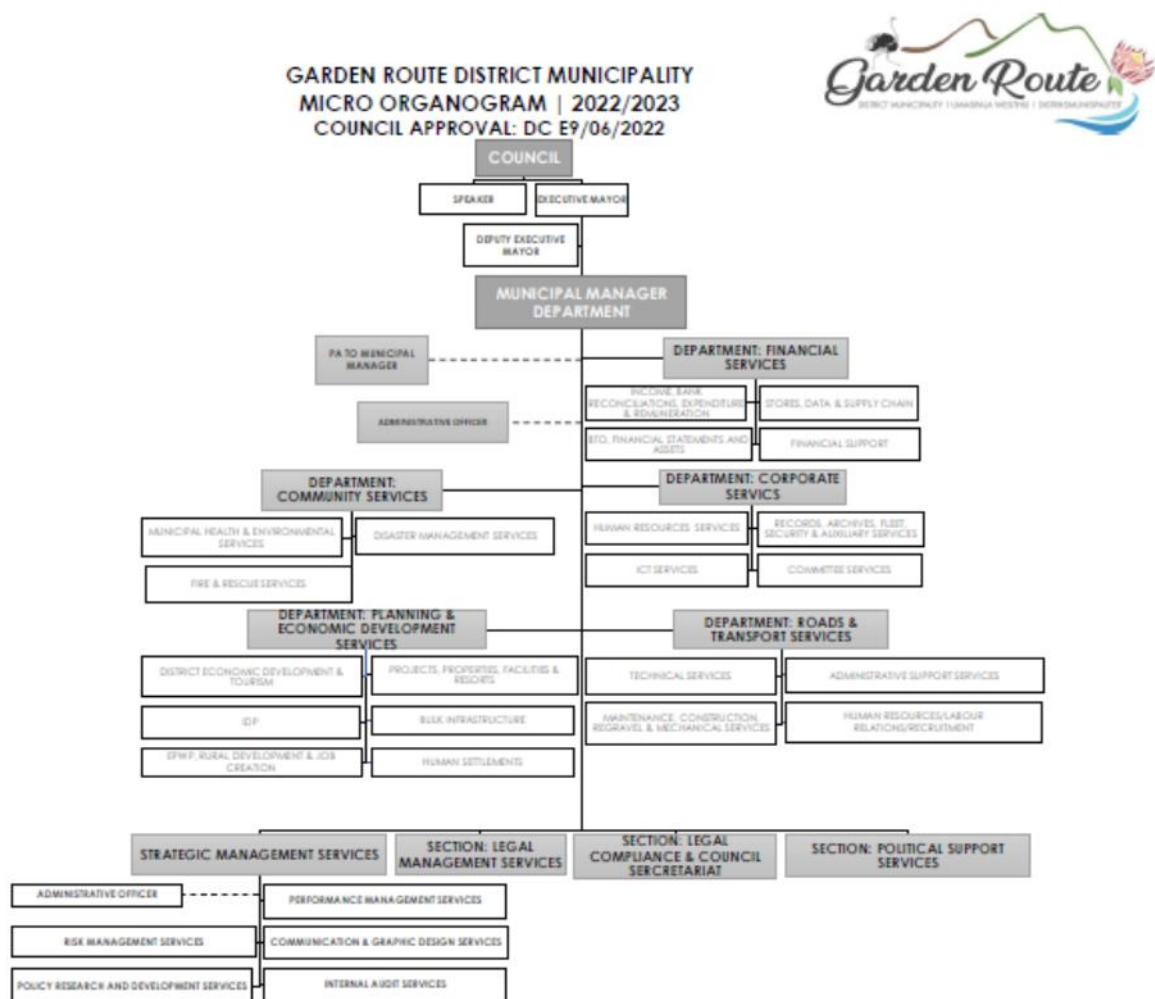 Garden Route
DISTRICT MUNICIPALITY | UMASIPALA WESITHILI | DISTRIKSMUNISIPALITEIT
GARDEN ROUTE DISTRICT MUNICIPALITY
MICRO ORGANOGRAM | 2022/2023
COUNCIL APPROVAL: DC E9/06/2022
COUNCIL
SPEAKER
EXECUTIVE MAYOR
DEPUTY EXECUTIVE
MAYOR
MUNICIPAL MANAGER
DEPARTMENT
PA TO MUNICIPAL
MANAGER
DEPARTMENT: FINANCIAL
SERVICES
INCOME, BANK
RECONCILIATIONS, EXPENDITURE
& REMUNERATION
STORES, DATA & SUPPLY CHAIN
ADMINISTRATIVE OFFICER
BTO, FINANCIAL STATEMENTS AND
ASSETS
FINANCIAL SUPPORT
DEPARTMENT:
COMMUNITY SERVICES
DEPARTMENT: CORPORATE
SERVICS
MUNICIPAL HEALTH & ENVIRONMENTAL
SERVICES
DISASTER MANAGEMENT SERVICES
HUMAN RESOURCES SERVICES
RECORDS, ARCHIVES, FLEET,
SECURITY & AUXILIARY SERVICES
FIRE & RESCUE SERVICES
ICT SERVICES
COMMITTEE SERVICES
DEPARTMENT: PLANNING &
ECONOMIC DEVELOPMENT
SERVICES
DEPARTMENT: ROADS &
TRANSPORT SERVICES
DISTRICT ECONOMIC DEVELOPMENT &
TOURISM
PROJECTS, PROPERTIES, FACILITIES &
RESORTS
TECHNICAL SERVICES
ADMINISTRATIVE SUPPORT SERVICES
IDP
BULK INFRASTRUCTURE
MAINTENANCE, CONSTRUCTION,
REGRAVEL & MECHANICAL SERVICES
HUMAN RESOURCES/LABOUR
RELATIONS/RECRUITMENT
EPWP, RURAL DEVELOPMENT & JOB
CREATION
HUMAN SETTLEMENTS
STRATEGIC MANAGEMENT SERVICES
SECTION: LEGAL
MANAGEMENT SERVICES
SECTION: LEGAL
COMPLIANCE & COUNCIL
SERCRETARIAT
SECTION: POLITICAL SUPPORT
SERVICES
ADMINISTRATIVE OFFICER
PERFORMANCE MANAGEMENT SERVICES
RISK MANAGEMENT SERVICES
COMMUNICATION & GRAPHIC DESIGN SERVICES
POLICY RESEARCH AND DEVELOPMENT SERVICES
INTERNAL AUDIT SERVICES